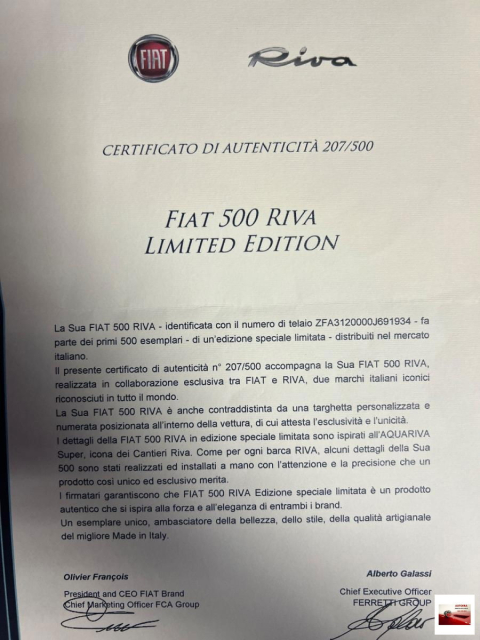 FIAT
Riva
CERTIFICATO DI AUTENTICITÀ 207/500
FIAT 500 RIVA
LIMITED EDITION
La Sua FIAT 500 RIVA - identificata con il numero di telaio ZFA3120000J691934 - fa
parte dei primi 500 esemplari - di un'edizione speciale limitata - distribuiti nel mercato
italiano.
Il presente certificato di autenticità n° 207/500 accompagna la Sua FIAT 500 RIVA,
realizzata in collaborazione esclusiva tra FIAT e RIVA, due marchi italiani iconici
riconosciuti in tutto il mondo.
La Sua FIAT 500 RIVA è anche contraddistinta da una targhetta personalizzata e
numerata posizionata all'interno della vettura, di cui attesta l'esclusività e l'unicità.
I dettagli della FIAT 500 RIVA in edizione speciale limitata sono ispirati all'AQUARIVA
Super, icona dei Cantieri Riva. Come per ogni barca RIVA, alcuni dettagli della Sua
500 sono stati realizzati ed installati a mano con l'attenzione e la precisione che un
prodotto così unico ed esclusivo merita.
I firmatari garantiscono che FIAT 500 RIVA Edizione speciale limitata è un prodotto
autentico che si ispira alla forza e all'eleganza di entrambi i brand.
Un esemplare unico, ambasciatore della bellezza, dello stile, della qualità artigianale
del migliore Made in Italy.
Olivier François
President and CEO FIAT Brand
Chief Marketing Officer FCA Group
Alberto Galassi
Chief Executive Officer
FERRETTI GROUP